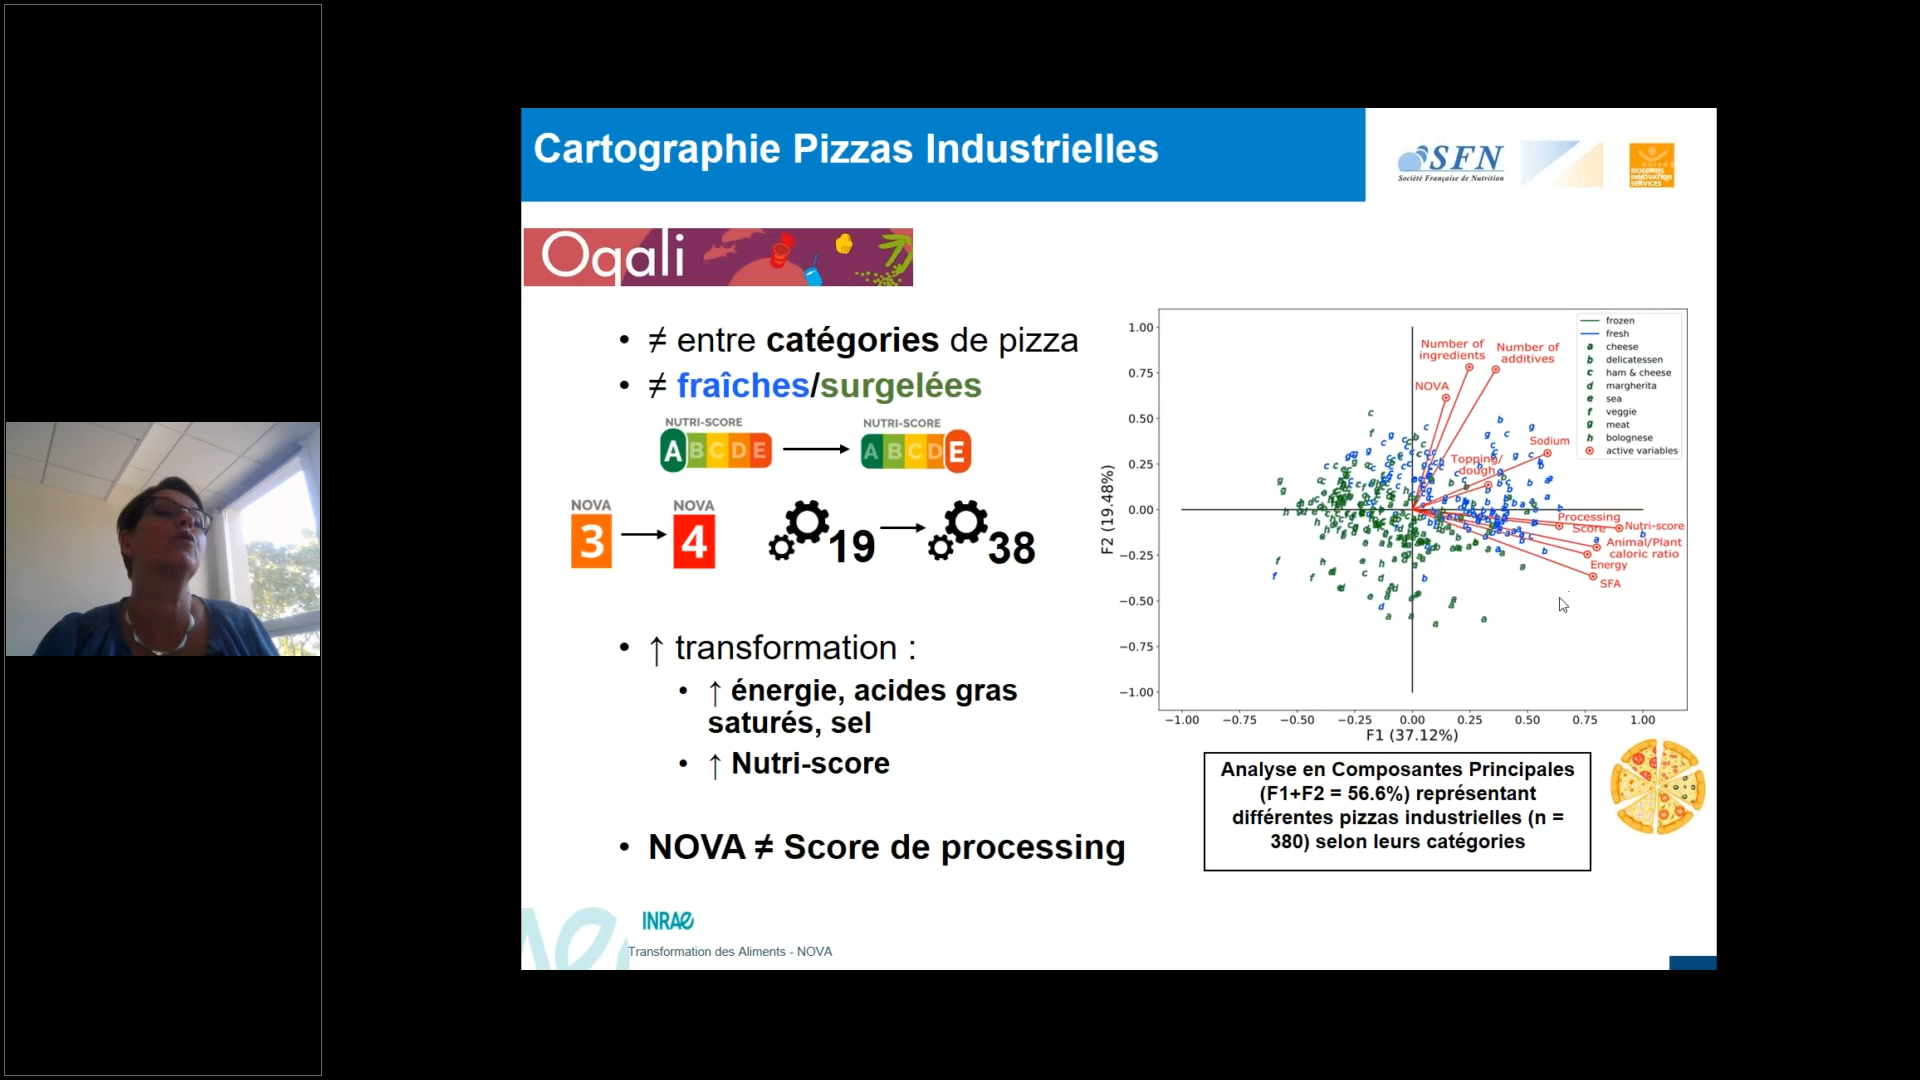 Cartographie Pizzas Industrielles
SFN
Société Française de Nutrition
BIOFORTIS
INNOVATION
SERVICES
Oqali
• ≠ entre catégories de pizza
• ≠ fraîches/surgelées
NUTRI-SCORE
A B C D E
NUTRI-SCORE
A B C D E
NOVA
3
NOVA
4
19
38
• ↑ transformation :
• ↑ énergie, acides gras
saturés, sel
• ↑ Nutri-score
• NOVA ≠ Score de processing
F2 (19.48%)
1.00
0.75
0.50
0.25
0.00
−0.25
−0.50
−0.75
−1.00
−1.00 −0.75 −0.50 −0.25 0.00 0.25 0.50 0.75 1.00
F1 (37.12%)
Number of
ingredients
Number of
additives
NOVA
Sodium
Topping/
dough
Processing
Score
Nutri-score
Animal/Plant
caloric ratio
Energy
SFA
frozen
fresh
a cheese
b delicatessen
c ham & cheese
d margherita
e sea
f veggie
g meat
h bolognese
active variables
Analyse en Composantes Principales
(F1+F2 = 56.6%) représentant
différentes pizzas industrielles (n =
380) selon leurs catégories
INRAE
Transformation des Aliments - NOVA